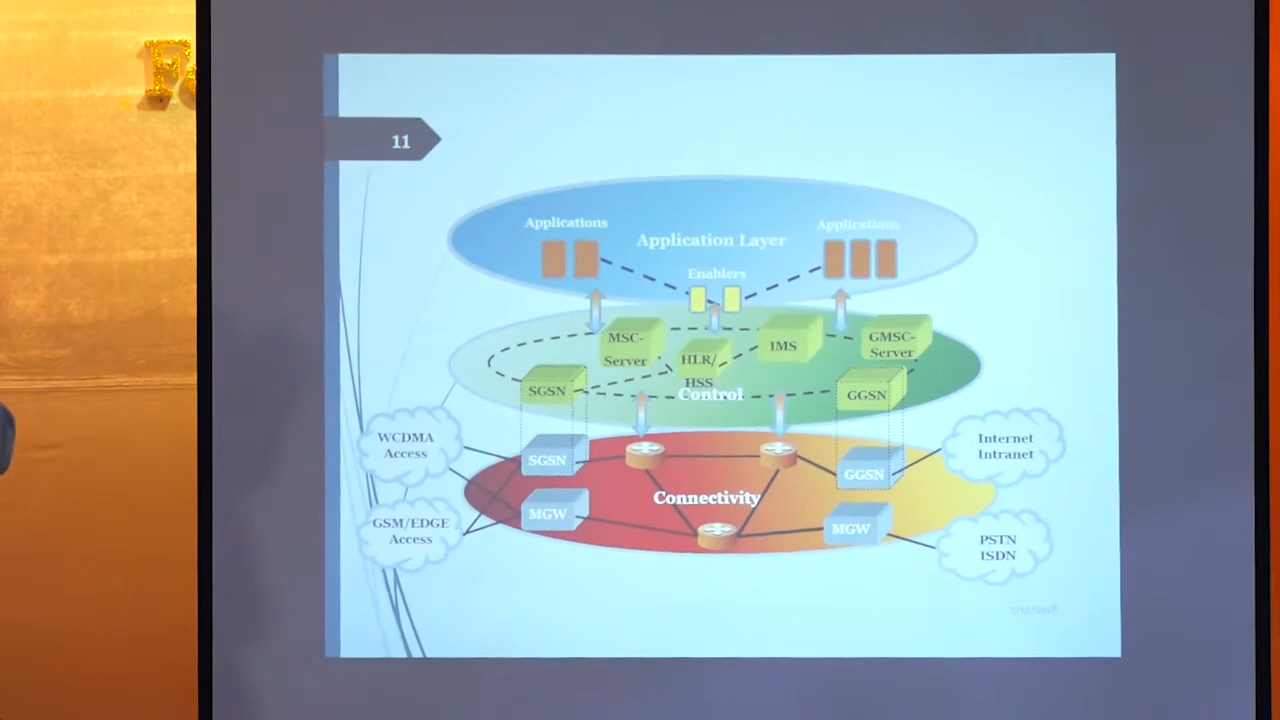 11
Applications
Applications
Application Layer
Enablers
MSC-
Server
HLR/
HSS
IMS
GMSC-
Server
SGSN
GGSN
Control
WCDMA
Access
SGSN
GGSN
Internet
Intranet
Connectivity
GSM/EDGE
Access
MGW
MGW
PSTN
ISDN